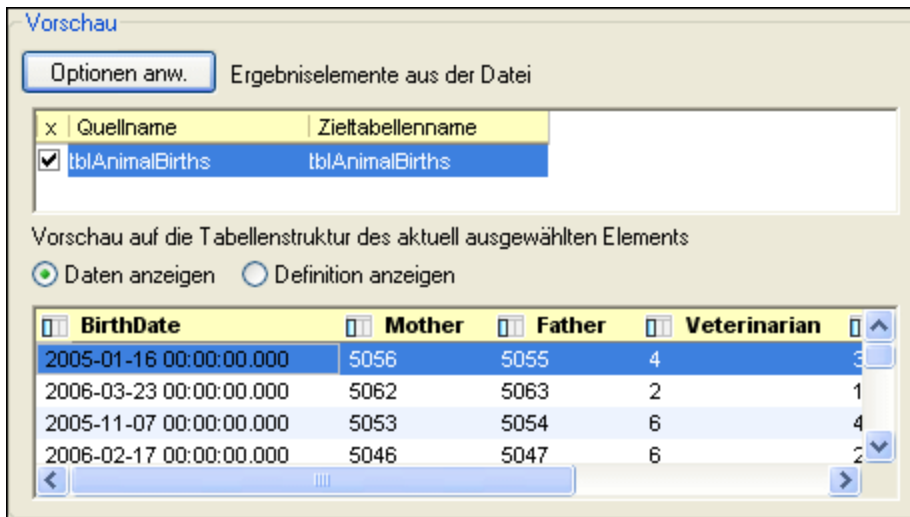 Vorschau
Optionen anw. Ergebniselemente aus der Datei
x Quellname Zieltabellenname
tblAnimalBirths tblAnimalBirths
Vorschau auf die Tabellenstruktur des aktuell ausgewählten Elements
Daten anzeigen Definition anzeigen
BirthDate Mother Father Veterinarian
2005-01-16 00:00:00.000 5056 5055 4 3
2006-03-23 00:00:00.000 5062 5063 2 1
2005-11-07 00:00:00.000 5053 5054 6 4
2006-02-17 00:00:00.000 5046 5047 6 2